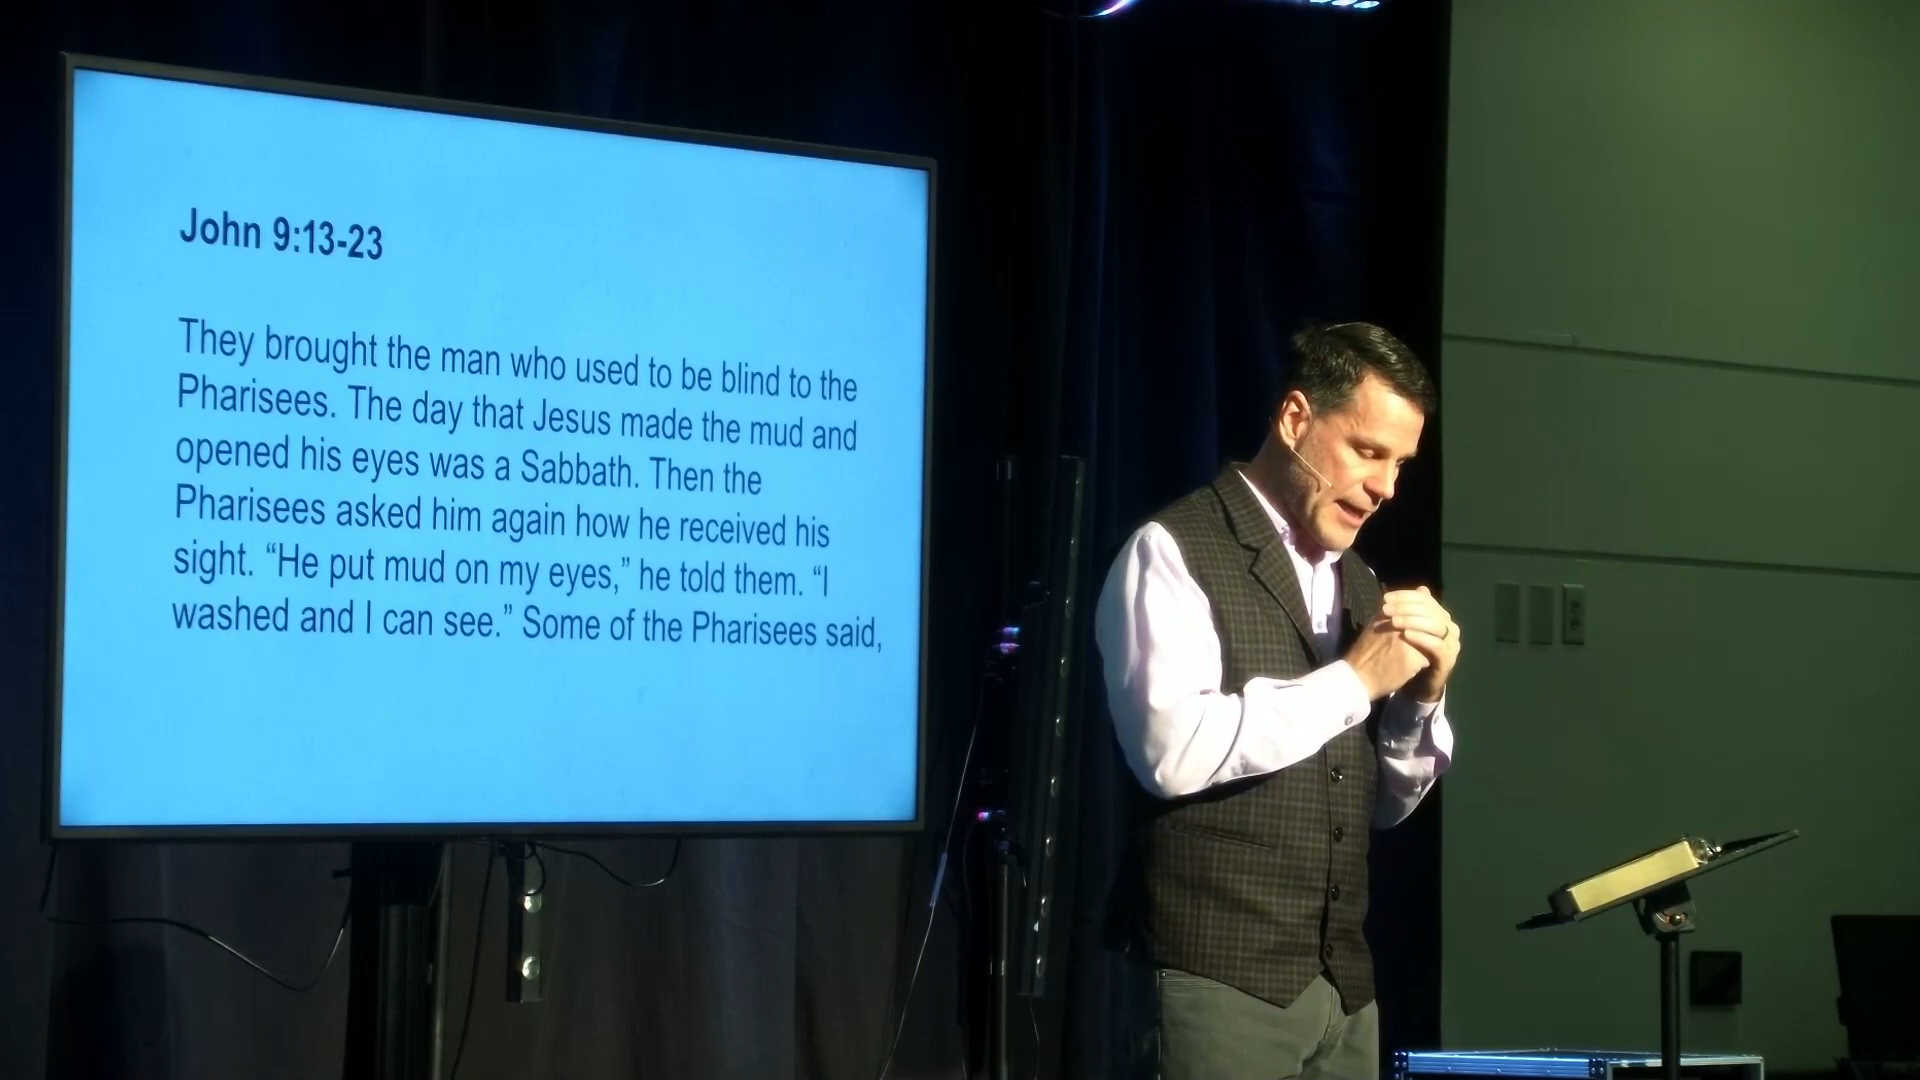 John 9:13-23
They brought the man who used to be blind to the
Pharisees. The day that Jesus made the mud and
opened his eyes was a Sabbath. Then the
Pharisees asked him again how he received his
sight. “He put mud on my eyes,” he told them. “I
washed and I can see.” Some of the Pharisees said,